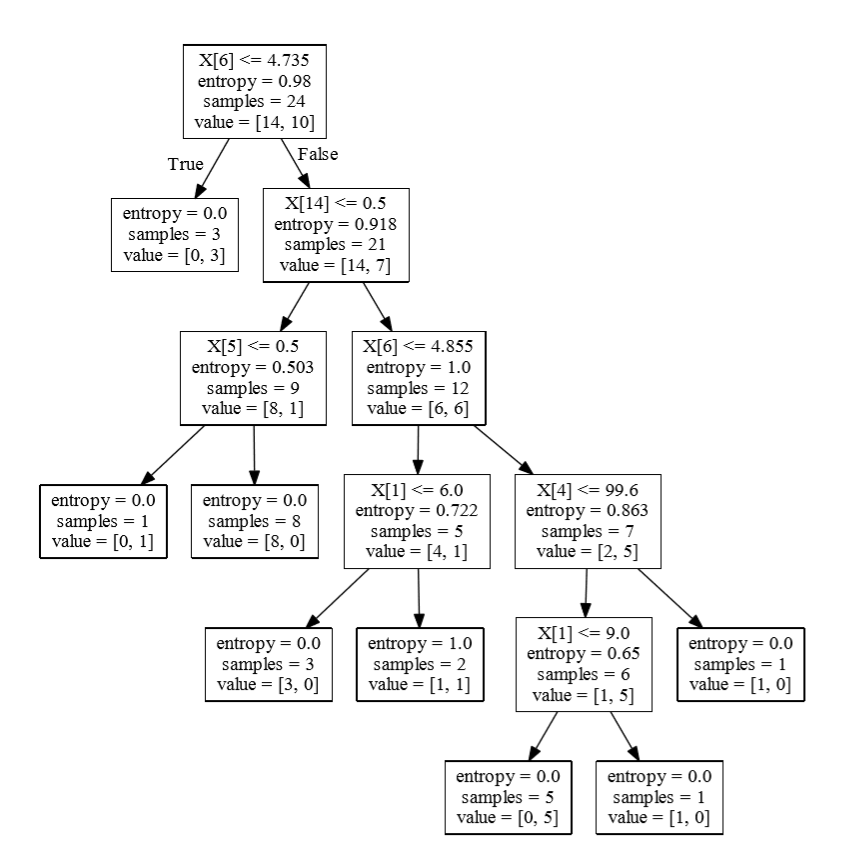 X[6] <= 4.735
entropy = 0.98
samples = 24
value = [14, 10]
True
False
entropy = 0.0
samples = 3
value = [0, 3]
X[14] <= 0.5
entropy = 0.918
samples = 21
value = [14, 7]
X[5] <= 0.5
entropy = 0.503
samples = 9
value = [8, 1]
X[6] <= 4.855
entropy = 1.0
samples = 12
value = [6, 6]
entropy = 0.0
samples = 1
value = [0, 1]
entropy = 0.0
samples = 8
value = [8, 0]
X[1] <= 6.0
entropy = 0.722
samples = 5
value = [4, 1]
X[4] <= 99.6
entropy = 0.863
samples = 7
value = [2, 5]
entropy = 0.0
samples = 3
value = [3, 0]
entropy = 1.0
samples = 2
value = [1, 1]
X[1] <= 9.0
entropy = 0.65
samples = 6
value = [1, 5]
entropy = 0.0
samples = 1
value = [1, 0]
entropy = 0.0
samples = 5
value = [0, 5]
entropy = 0.0
samples = 1
value = [1, 0]